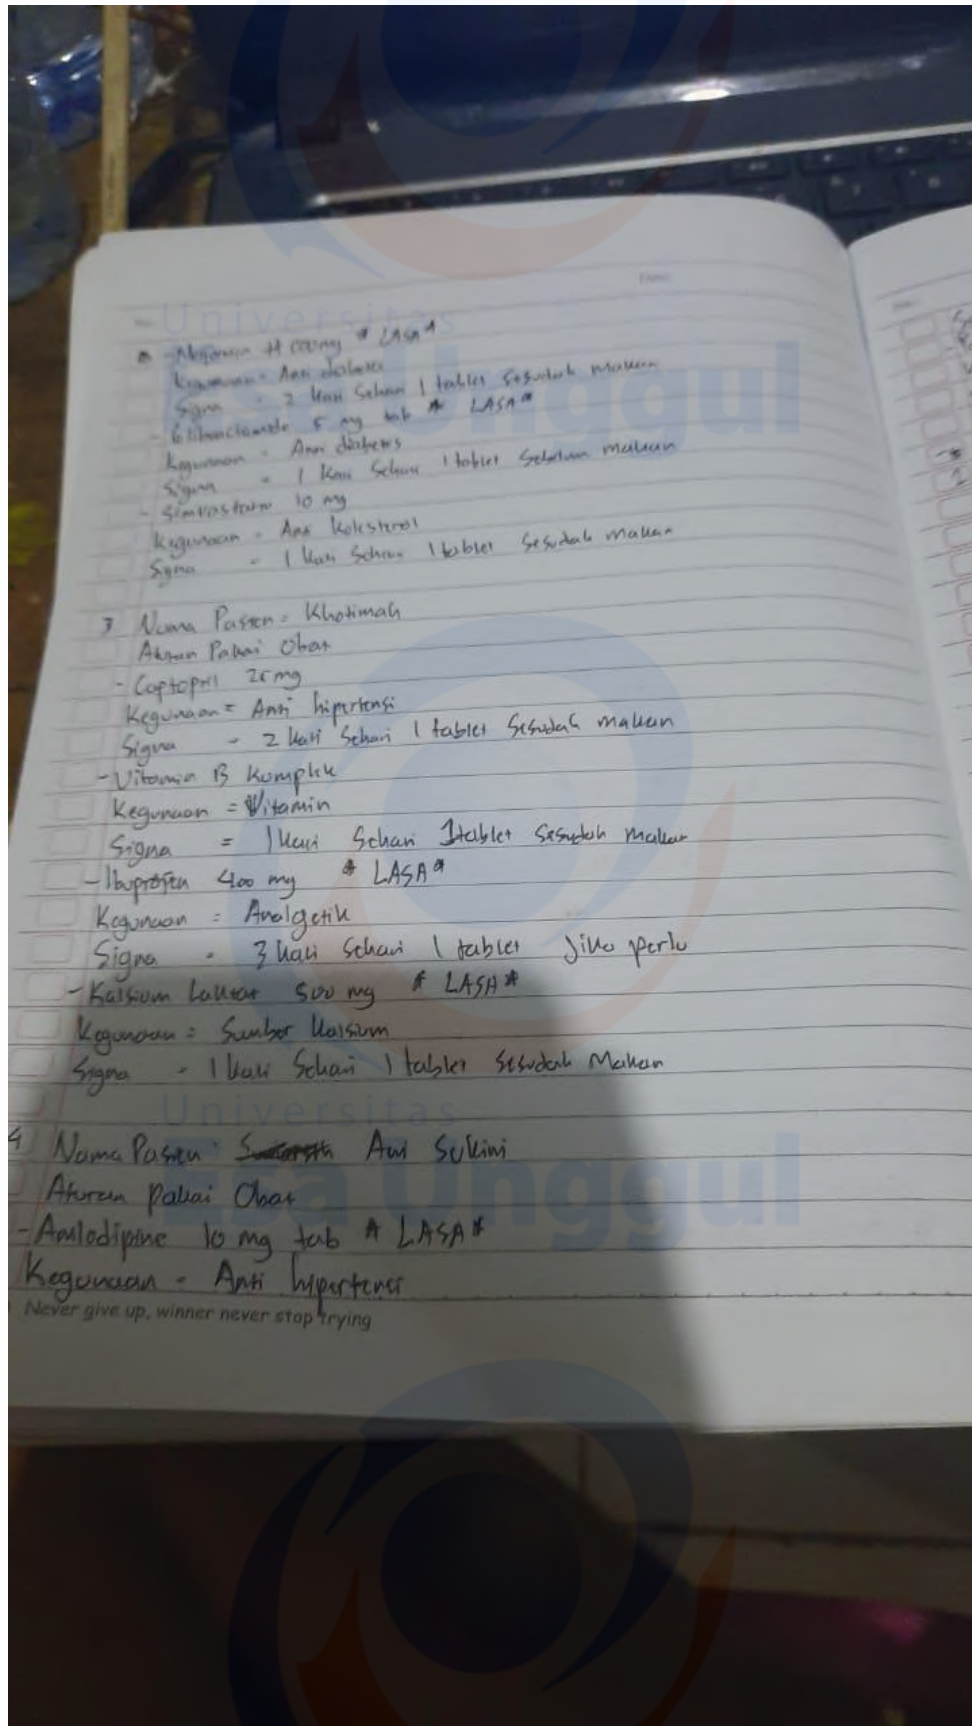 Universitas
Esa Unggul
* LASA*
Kegunaan = Anti diabetes
Signa = 2 kali Sehari 1 tablet Sesudah makan
- Glibenclamide 5 mg tab * LASA*
Kegunaan = Anti diabetes
Signa = 1 Kali Sehari 1 tablet Sebelum makan
- Simvastatin 10 mg
Kegunaan = Anti Kolesterol
Signa = 1 Kali Sehari 1 tablet Sesudah makan
3 Nama Pasien = Khotimah
Aturan Pakai Obat
- Captopril 25 mg
Kegunaan = Anti hipertensi
Signa = 2 kali Sehari 1 tablet Sesudah makan
- Vitamin B Komplek
Kegunaan = Vitamin
Signa = 1 kali Sehari 1 tablet Sesudah makan
- Ibuprofen 400 mg * LASA*
Kegunaan = Analgetik
Signa = 3 kali Sehari 1 tablet Jika perlu
- Kalsium Laktat 500 mg * LASA*
Kegunaan = Sumber Kalsium
Signa = 1 kali Sehari 1 tablet Sesudah Makan
Universitas
Esa Unggul
4 Nama Pasien : Awi Sukini
Aturan Pakai Obat
- Amlodipine 10 mg tab * LASA*
Kegunaan = Anti hipertensi
Never give up, winner never stop trying